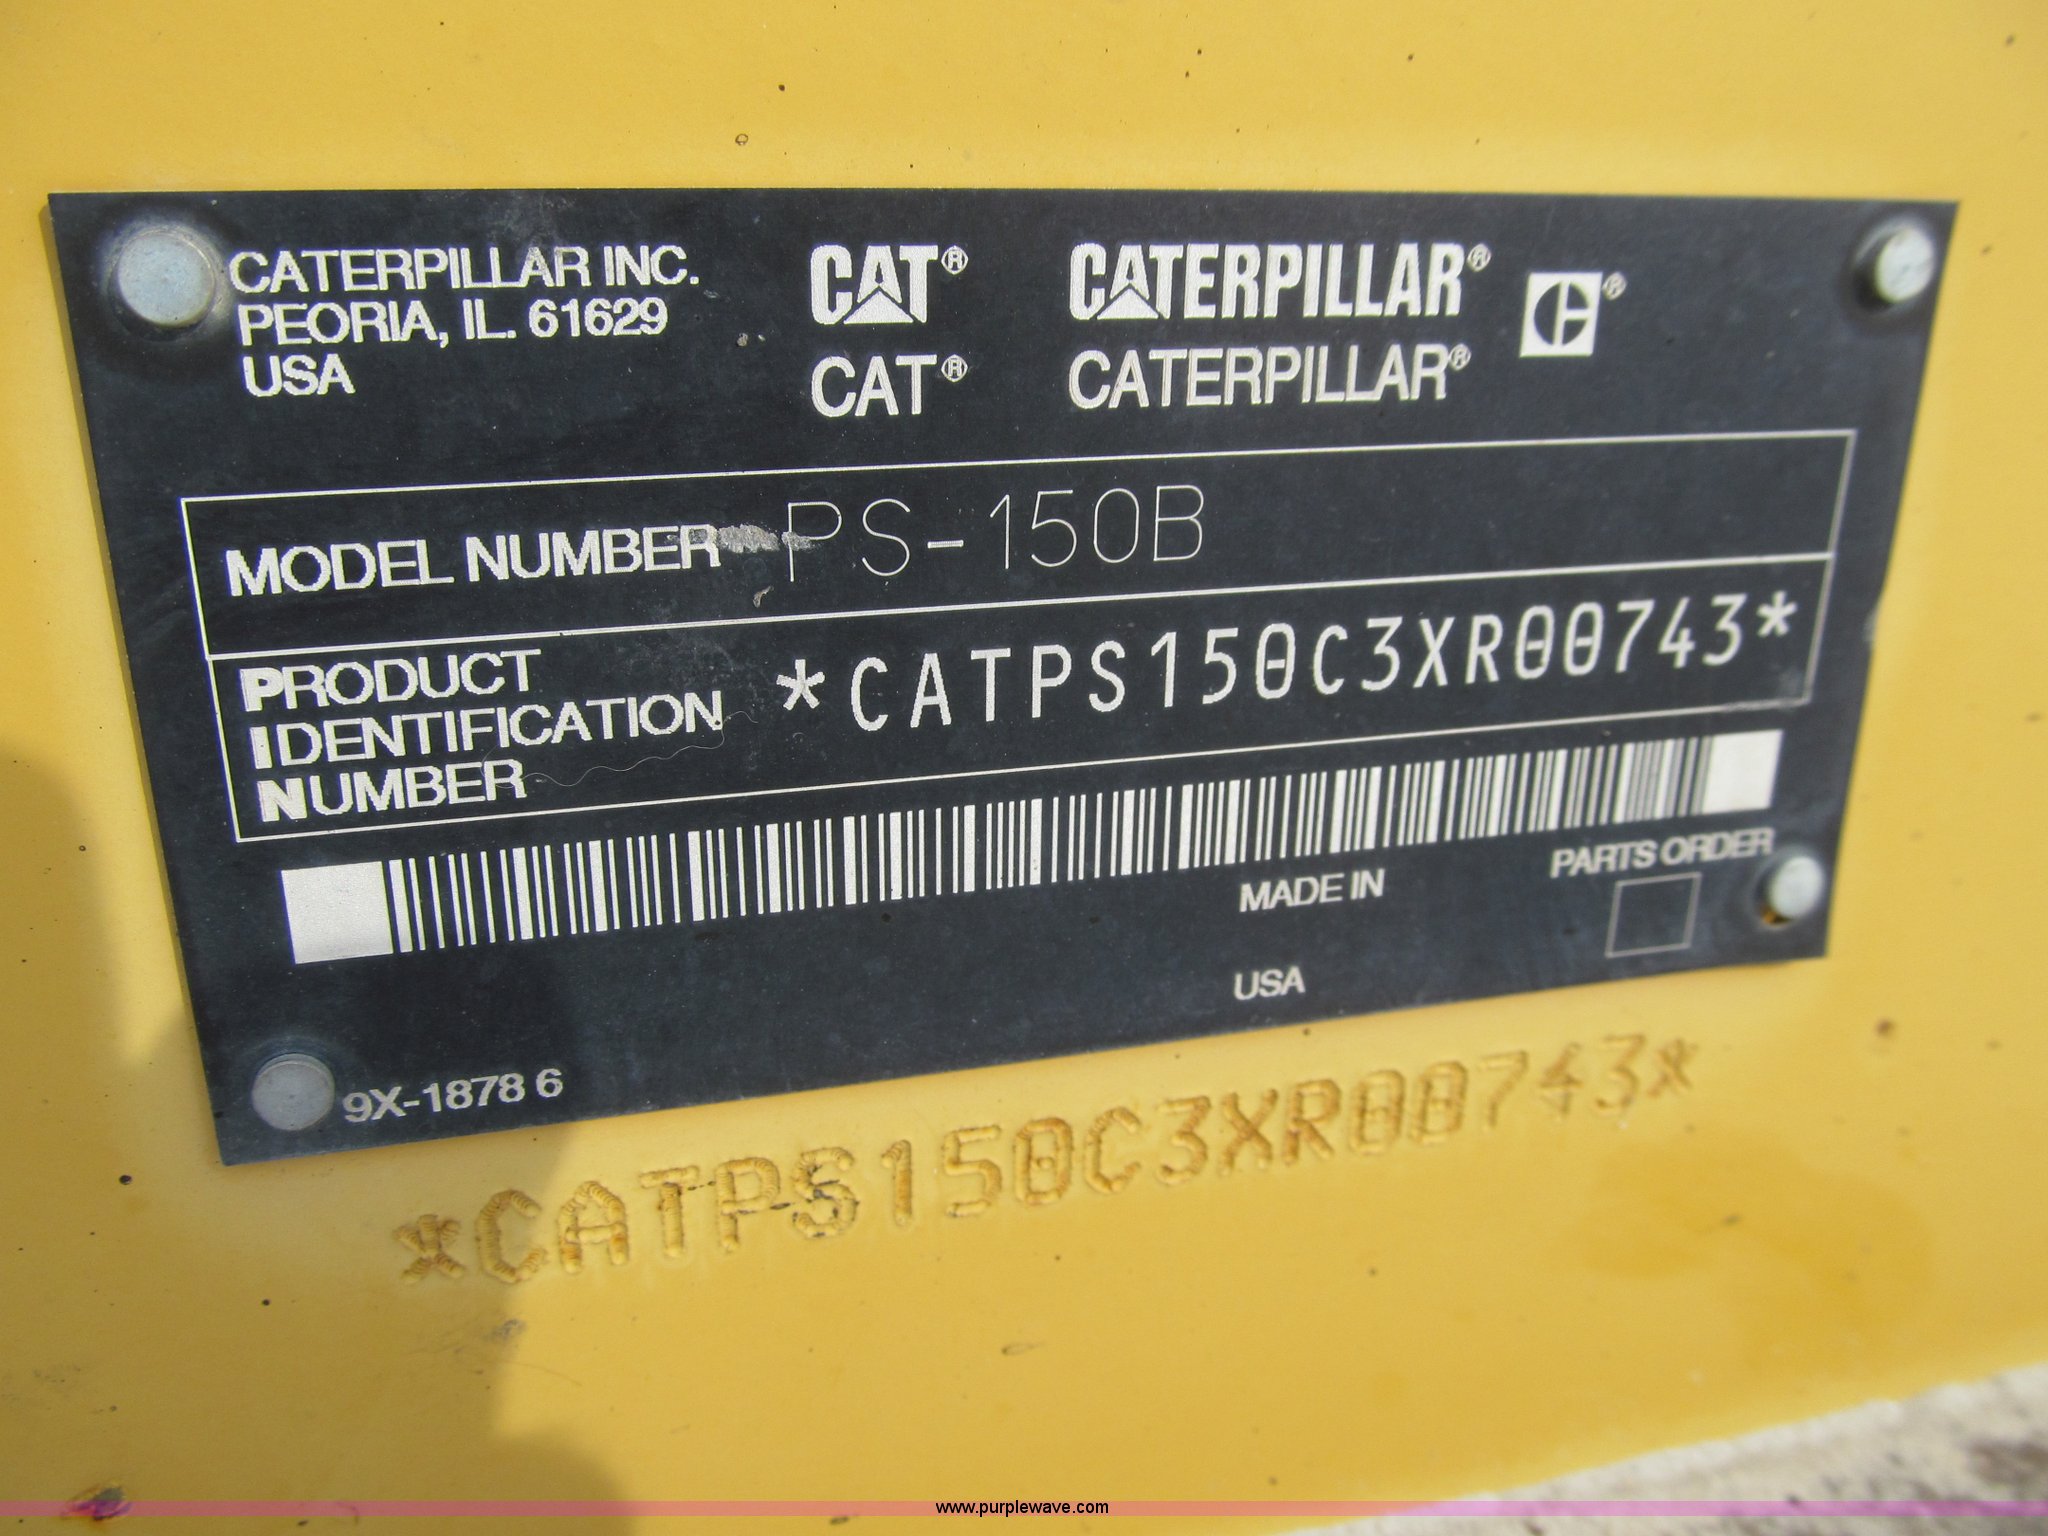 CATERPILLAR INC.
PEORIA, IL. 61629
USA
CAT® CATERPILLAR® C®
CAT® CATERPILLAR®
MODEL NUMBER PS-150B
PRODUCT
IDENTIFICATION
NUMBER
*CATPS150C3XR00743*
MADE IN
USA
PARTS ORDER
9X-1878 6
*CATPS150C3XR00743*
www.purplewave.com